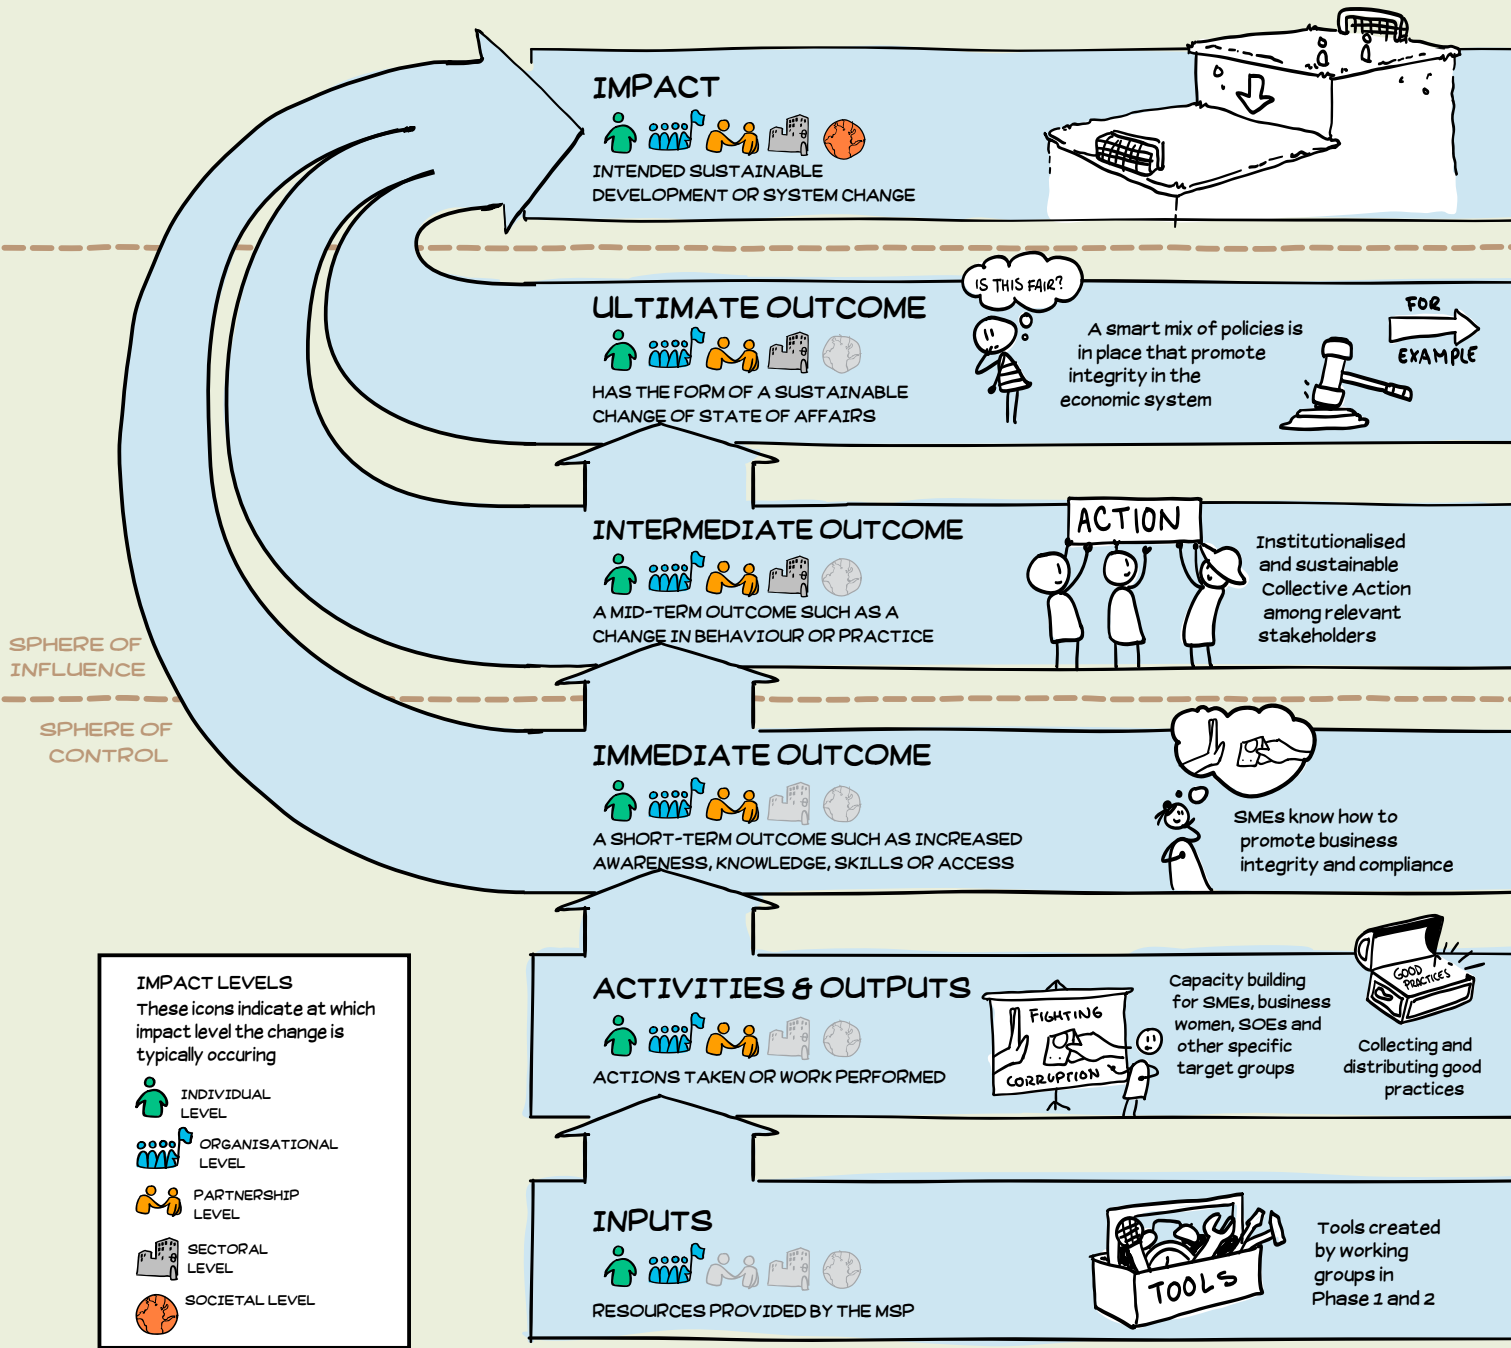 IMPACT
INTENDED SUSTAINABLE
DEVELOPMENT OR SYSTEM CHANGE
ULTIMATE OUTCOME
HAS THE FORM OF A SUSTAINABLE
CHANGE OF STATE OF AFFAIRS
IS THIS FAIR?
A smart mix of policies is
in place that promote
integrity in the
economic system
FOR
EXAMPLE
INTERMEDIATE OUTCOME
A MID-TERM OUTCOME SUCH AS A
CHANGE IN BEHAVIOUR OR PRACTICE
ACTION
Institutionalised
and sustainable
Collective Action
among relevant
stakeholders
SPHERE OF
INFLUENCE
SPHERE OF
CONTROL
IMMEDIATE OUTCOME
A SHORT-TERM OUTCOME SUCH AS INCREASED
AWARENESS, KNOWLEDGE, SKILLS OR ACCESS
SMEs know how to
promote business
integrity and compliance
ACTIVITIES & OUTPUTS
ACTIONS TAKEN OR WORK PERFORMED
FIGHTING
CORRUPTION
Capacity building
for SMEs, business
women, SOEs and
other specific
target groups
GOOD
PRACTICES
Collecting and
distributing good
practices
INPUTS
RESOURCES PROVIDED BY THE MSP
TOOLS
Tools created
by working
groups in
Phase 1 and 2
IMPACT LEVELS
These icons indicate at which
impact level the change is
typically occuring
INDIVIDUAL
LEVEL
ORGANISATIONAL
LEVEL
PARTNERSHIP
LEVEL
SECTORAL
LEVEL
SOCIETAL LEVEL